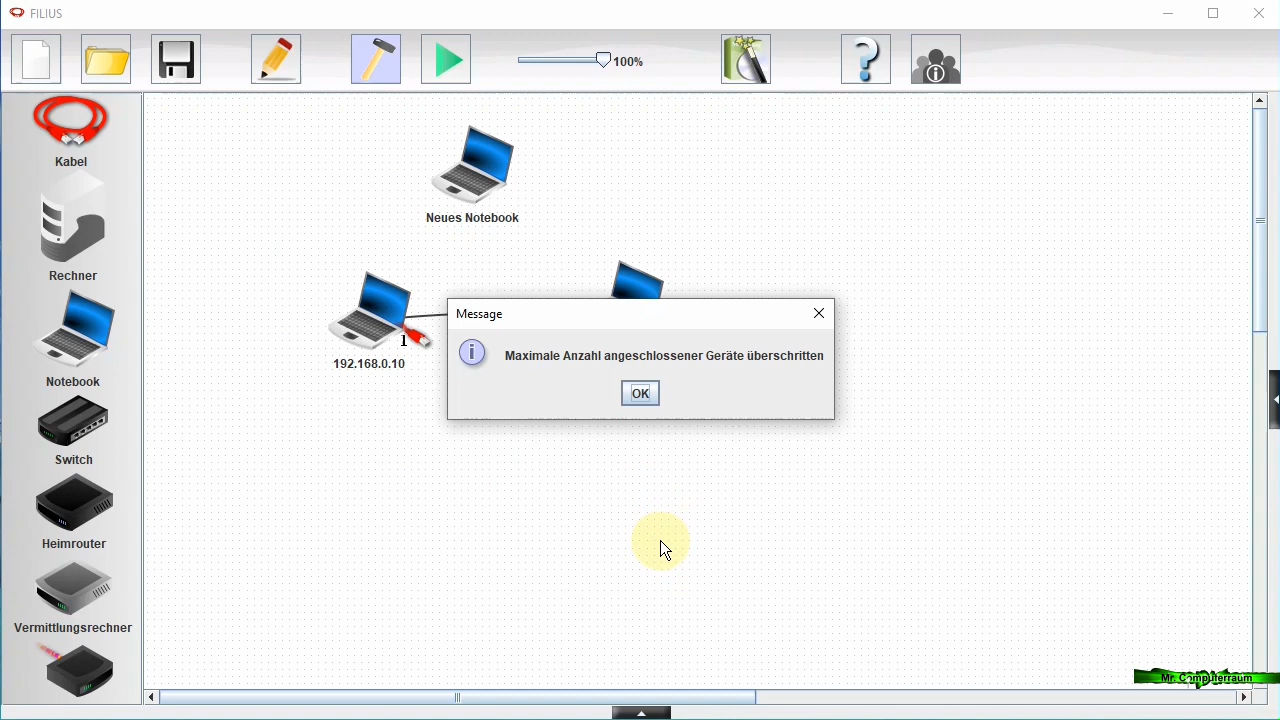 FILIUS
100%
Kabel
Rechner
Notebook
Switch
Heimrouter
Vermittlungsrechner
Neues Notebook
1
192.168.0.10
Message
Maximale Anzahl angeschlossener Geräte überschritten
OK
Mr. Computerraum